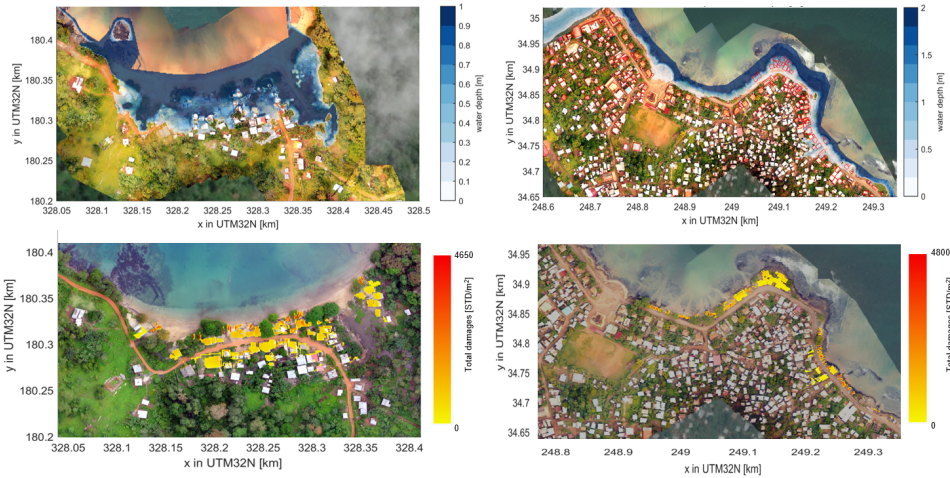 180.4
180.35
180.3
180.25
180.2
y in UTM32N [km]
328.05 328.1 328.15 328.2 328.25 328.3 328.35 328.4 328.45 328.5
x in UTM32N [km]
1
0.9
0.8
0.7
0.6
0.5
0.4
0.3
0.2
0.1
0
water depth [m]
35
34.95
34.9
34.85
34.8
34.75
34.7
34.65
y in UTM32N [km]
248.6 248.7 248.8 248.9 249 249.1 249.2 249.3
x in UTM32N [km]
2
1.5
1
0.5
0
water depth [m]
180.4
180.35
180.3
180.25
180.2
y in UTM32N [km]
328.05 328.1 328.15 328.2 328.25 328.3 328.35 328.4
x in UTM32N [km]
4650
0
Total damages [STD/m²]
34.95
34.9
34.85
34.8
34.75
34.7
34.65
y in UTM32N [km]
248.8 248.9 249 249.1 249.2 249.3
x in UTM32N [km]
4800
0
Total damages [STD/m²]